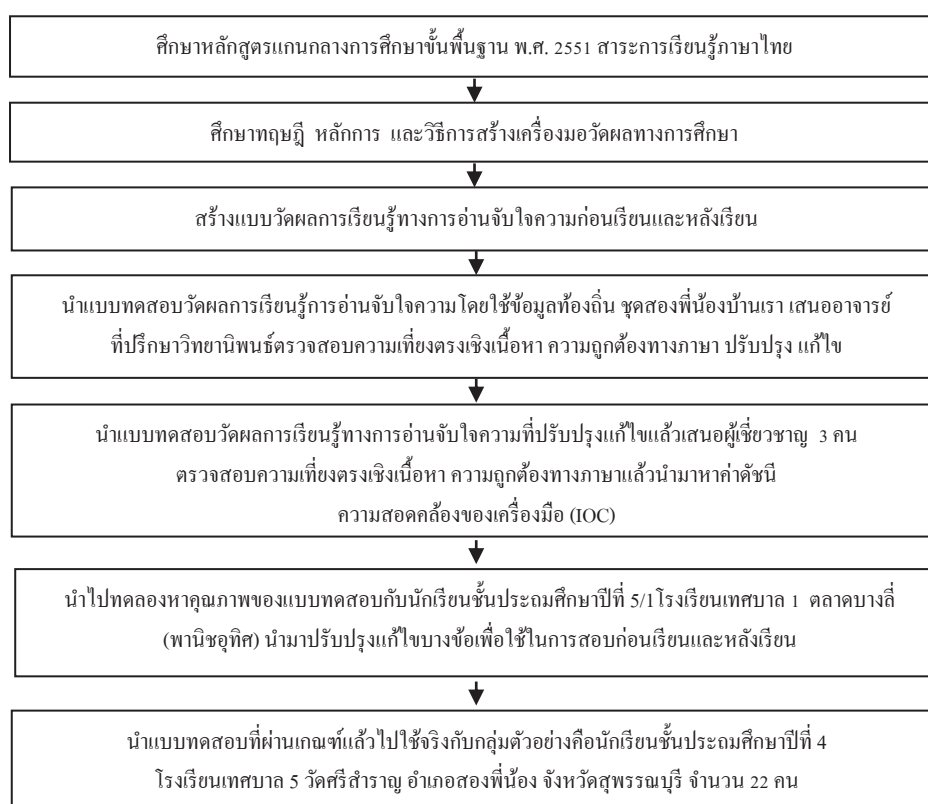 ศึกษาหลักสูตรแกนกลางการศึกษาขั้นพื้นฐาน พ.ศ. 2551 สาระการเรียนรู้ภาษาไทย
ศึกษาทฤษฎี หลักการ และวิธีการสร้างเครื่องมอวัดผลทางการศึกษา
สร้างแบบวัดผลการเรียนรู้ทางการอ่านจับใจความก่อนเรียนและหลังเรียน
นำแบบทดสอบวัดผลการเรียนรู้การอ่านจับใจความโดยใช้ข้อมูลท้องถิ่น ชุดสองพี่น้องบ้านเรา เสนออาจารย์
ที่ปรึกษาวิทยานิพนธ์ตรวจสอบความเที่ยงตรงเชิงเนื้อหา ความถูกต้องทางภาษา ปรับปรุง แก้ไข
นำแบบทดสอบวัดผลการเรียนรู้ทางการอ่านจับใจความที่ปรับปรุงแก้ไขแล้วเสนอผู้เชี่ยวชาญ 3 คน
ตรวจสอบความเที่ยงตรงเชิงเนื้อหา ความถูกต้องทางภาษาแล้วนำมาหาค่าดัชนี
ความสอดคล้องของเครื่องมือ (IOC)
นำไปทดลองหาคุณภาพของแบบทดสอบกับนักเรียนชั้นประถมศึกษาปีที่ 5/1โรงเรียนเทศบาล 1 ตลาดบางลี่
(พานิชอุทิศ) นำมาปรับปรุงแก้ไขบางข้อเพื่อใช้ในการสอบก่อนเรียนและหลังเรียน
นำแบบทดสอบที่ผ่านเกณฑ์แล้วไปใช้จริงกับกลุ่มตัวอย่างคือนักเรียนชั้นประถมศึกษาปีที่ 4
โรงเรียนเทศบาล 5 วัดศรีสำราญ อำเภอสองพี่น้อง จังหวัดสุพรรณบุรี จำนวน 22 คน